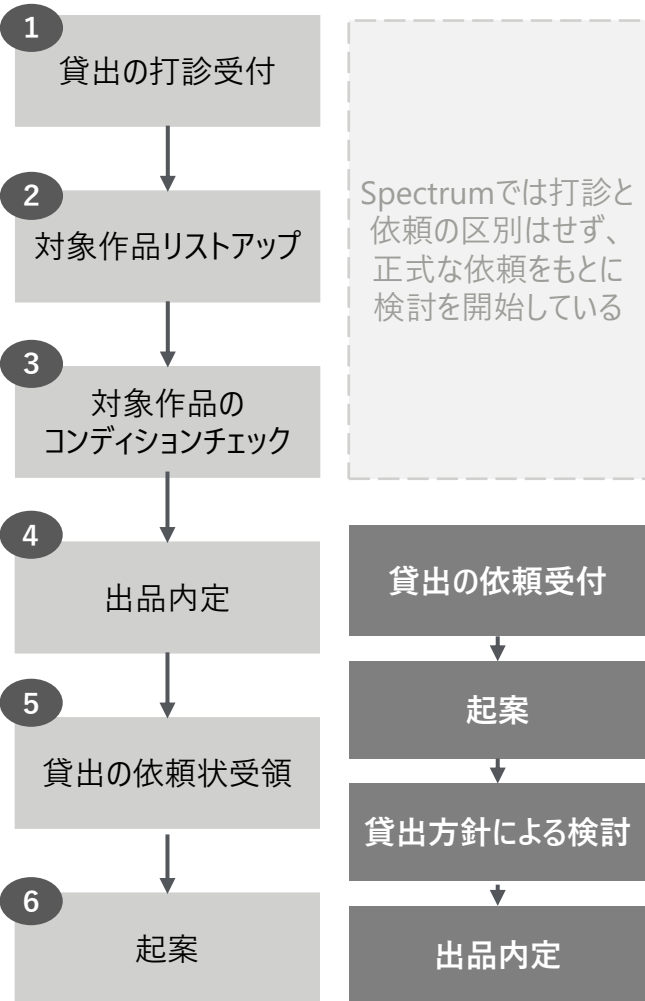 1
貸出の打診受付
2
対象作品リストアップ
3
対象作品の
コンディションチェック
4
出品内定
5
貸出の依頼状受領
6
起案
Spectrumでは打診と
依頼の区別はせず、
正式な依頼をもとに
検討を開始している
貸出の依頼受付
起案
貸出方針による検討
出品内定